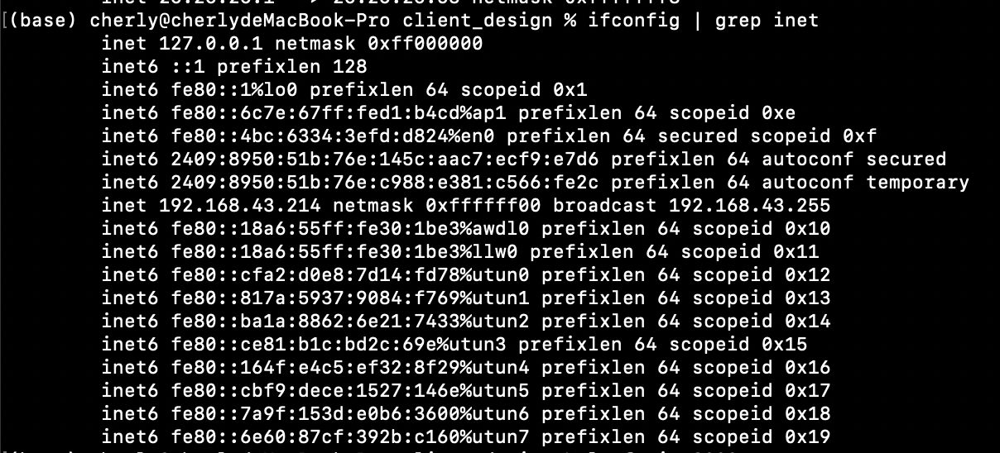 [(base) cherly@cherlydeMacBook-Pro client_design % ifconfig | grep inet
inet 127.0.0.1 netmask 0xff000000
inet6 ::1 prefixlen 128
inet6 fe80::1%lo0 prefixlen 64 scopeid 0x1
inet6 fe80::6c7e:67ff:fed1:b4cd%ap1 prefixlen 64 scopeid 0xe
inet6 fe80::4bc:6334:3efd:d824%en0 prefixlen 64 secured scopeid 0xf
inet6 2409:8950:51b:76e:145c:aac7:ecf9:e7d6 prefixlen 64 autoconf secured
inet6 2409:8950:51b:76e:c988:e381:c566:fe2c prefixlen 64 autoconf temporary
inet 192.168.43.214 netmask 0xffffff00 broadcast 192.168.43.255
inet6 fe80::18a6:55ff:fe30:1be3%awdl0 prefixlen 64 scopeid 0x10
inet6 fe80::18a6:55ff:fe30:1be3%llw0 prefixlen 64 scopeid 0x11
inet6 fe80::cfa2:d0e8:7d14:fd78%utun0 prefixlen 64 scopeid 0x12
inet6 fe80::817a:5937:9084:f769%utun1 prefixlen 64 scopeid 0x13
inet6 fe80::ba1a:8862:6e21:7433%utun2 prefixlen 64 scopeid 0x14
inet6 fe80::ce81:b1c:bd2c:69e%utun3 prefixlen 64 scopeid 0x15
inet6 fe80::164f:e4c5:ef32:8f29%utun4 prefixlen 64 scopeid 0x16
inet6 fe80::cbf9:dece:1527:146e%utun5 prefixlen 64 scopeid 0x17
inet6 fe80::7a9f:153d:e0b6:3600%utun6 prefixlen 64 scopeid 0x18
inet6 fe80::6e60:87cf:392b:c160%utun7 prefixlen 64 scopeid 0x19